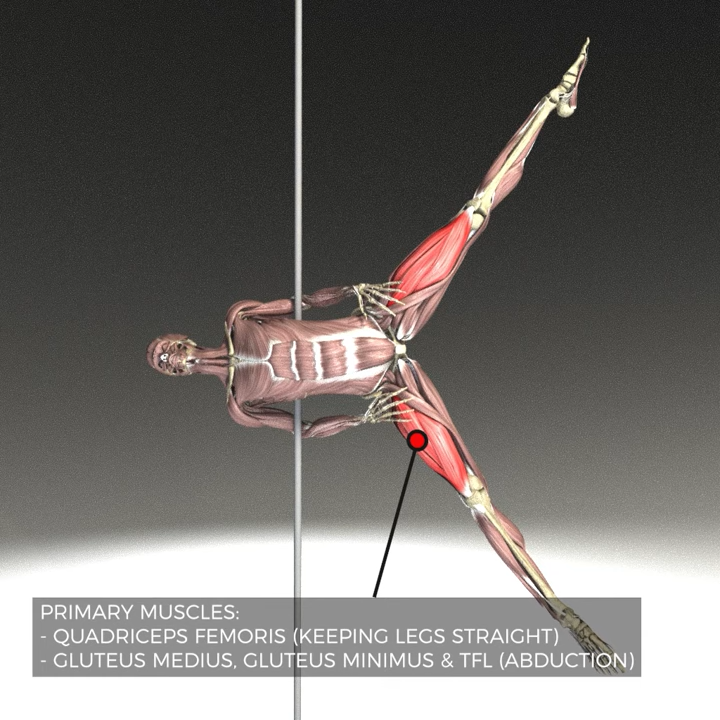 PRIMARY MUSCLES:
- QUADRICEPS FEMORIS (KEEPING LEGS STRAIGHT)
- GLUTEUS MEDIUS, GLUTEUS MINIMUS & TFL (ABDUCTION)